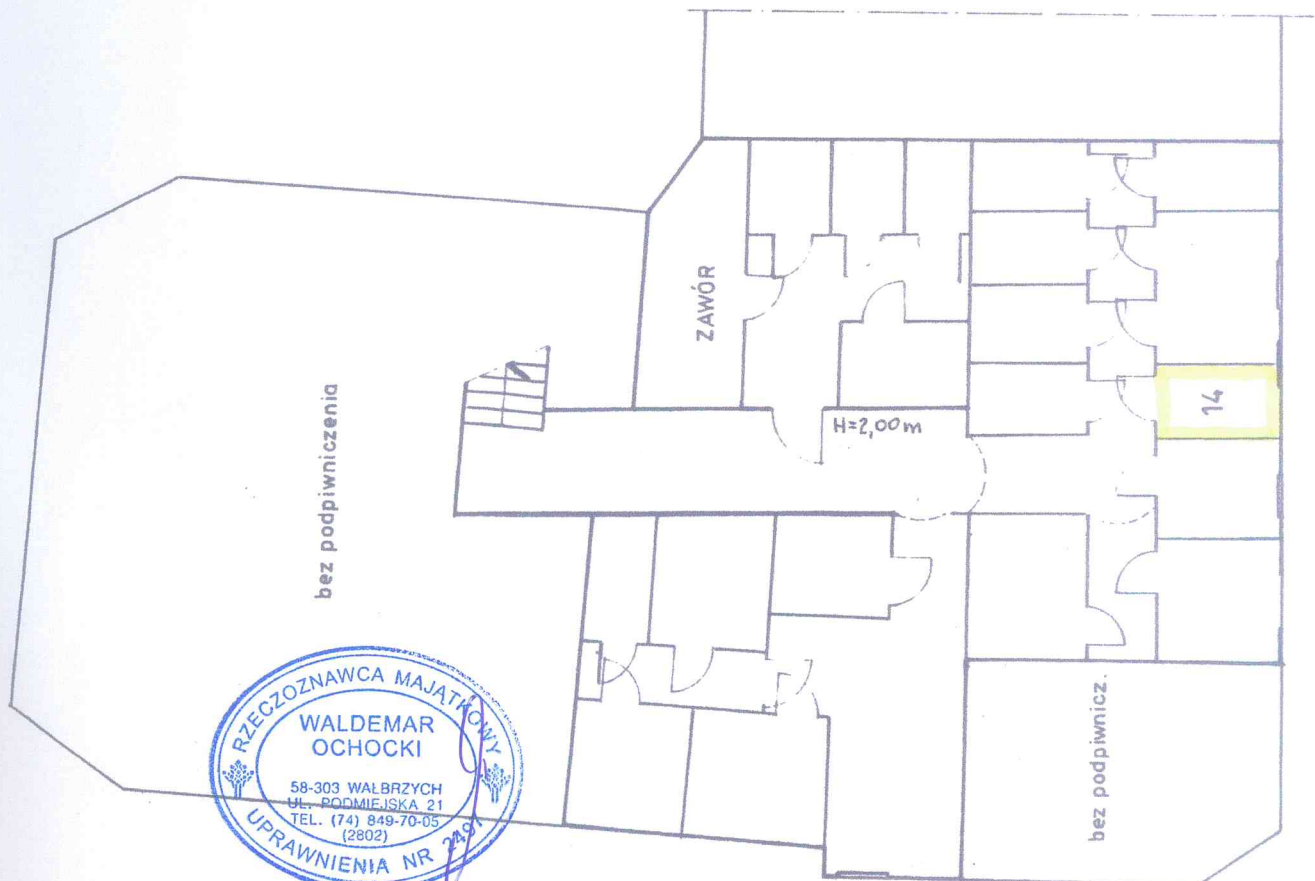 ZAWÓR
bez podpiwniczenia
H=2,00m
14
RZECZOZNAWCA MAJĄTKOWY
WALDEMAR
OCHOCKI
58-303 WAŁBRZYCH
UL. PODMIEJSKA 21
TEL. (74) 849-70-05
(2802)
UPRAWNIENIA NR 2491
bez podpiwnicz.